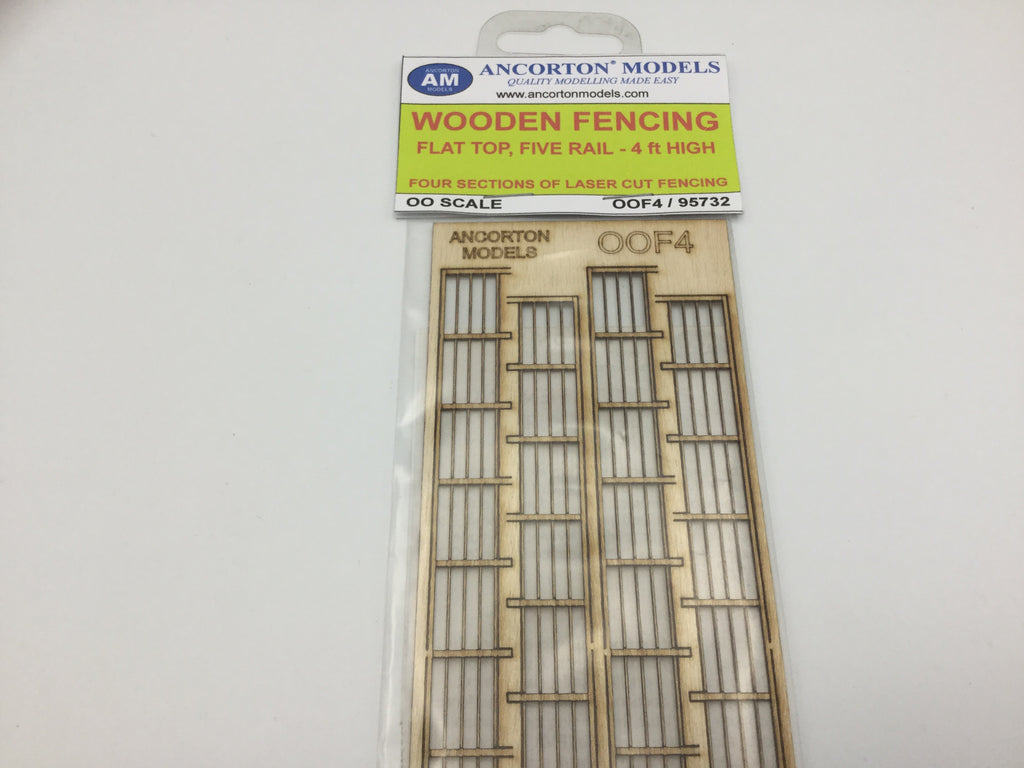 ANCORTON
AM
MODELS
ANCORTON® MODELS
QUALITY MODELLING MADE EASY
www.ancortonmodels.com
WOODEN FENCING
FLAT TOP, FIVE RAIL - 4 ft HIGH
FOUR SECTIONS OF LASER CUT FENCING
OO SCALE OOF4 / 95732
ANCORTON
MODELS
OOF4